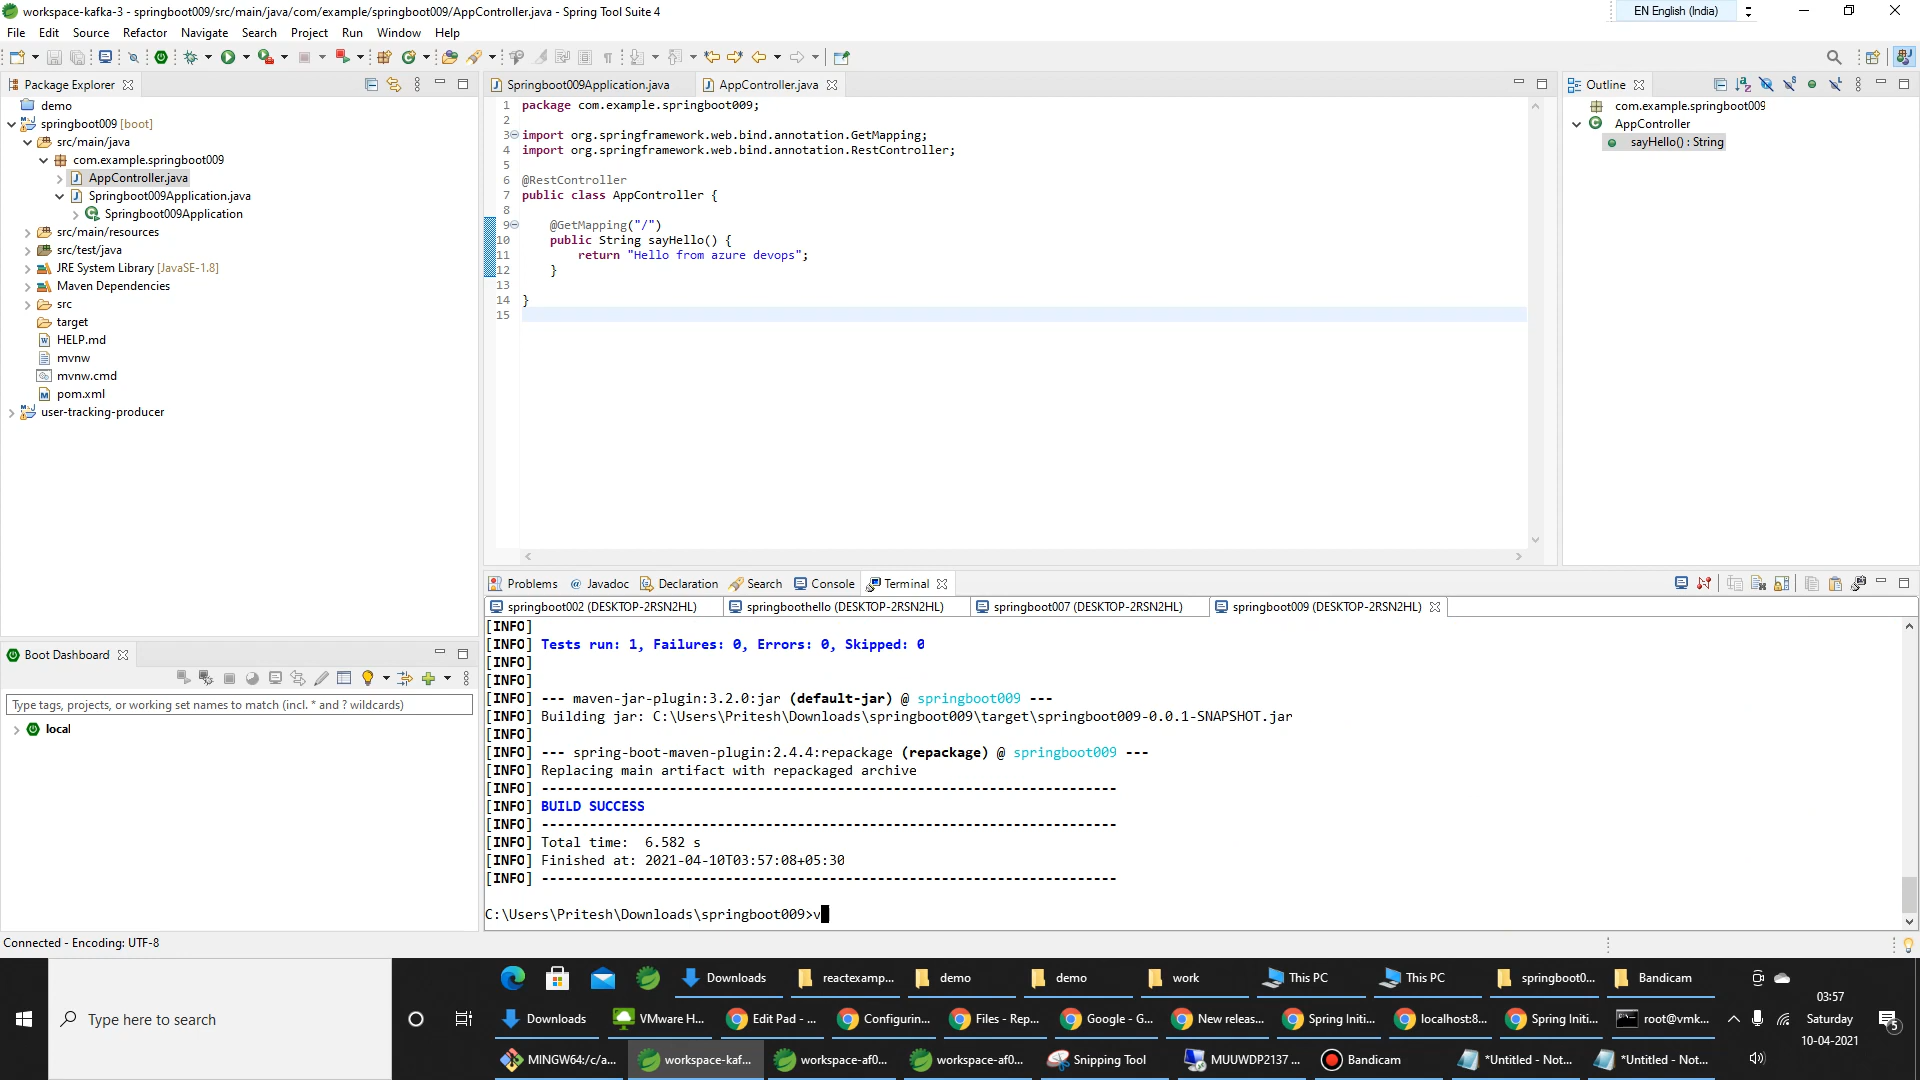 workspace-kafka-3 - springboot009/src/main/java/com/example/springboot009/AppController.java - Spring Tool Suite 4
EN English (India)
File Edit Source Refactor Navigate Search Project Run Window Help
Package Explorer
demo
springboot009 [boot]
src/main/java
com.example.springboot009
AppController.java
Springboot009Application.java
Springboot009Application
src/main/resources
src/test/java
JRE System Library [JavaSE-1.8]
Maven Dependencies
src
target
HELP.md
mvnw
mvnw.cmd
pom.xml
user-tracking-producer
Springboot009Application.java AppController.java
1 package com.example.springboot009;
2
3 import org.springframework.web.bind.annotation.GetMapping;
4 import org.springframework.web.bind.annotation.RestController;
5
6 @RestController
7 public class AppController {
8
9 @GetMapping("/")
10 public String sayHello() {
11 return "Hello from azure devops";
12 }
13
14 }
15
Outline
com.example.springboot009
AppController
sayHello() : String
Boot Dashboard
Type tags, projects, or working set names to match (incl. * and ? wildcards)
local
Problems @ Javadoc Declaration Search Console Terminal
springboot002 (DESKTOP-2RSN2HL) springboothello (DESKTOP-2RSN2HL) springboot007 (DESKTOP-2RSN2HL) springboot009 (DESKTOP-2RSN2HL)
[INFO]
[INFO] Tests run: 1, Failures: 0, Errors: 0, Skipped: 0
[INFO]
[INFO]
[INFO] --- maven-jar-plugin:3.2.0:jar (default-jar) @ springboot009 ---
[INFO] Building jar: C:\Users\Pritesh\Downloads\springboot009\target\springboot009-0.0.1-SNAPSHOT.jar
[INFO]
[INFO] --- spring-boot-maven-plugin:2.4.4:repackage (repackage) @ springboot009 ---
[INFO] Replacing main artifact with repackaged archive
[INFO] ------------------------------------------------------------------------
[INFO] BUILD SUCCESS
[INFO] ------------------------------------------------------------------------
[INFO] Total time:  6.582 s
[INFO] Finished at: 2021-04-10T03:57:08+05:30
[INFO] ------------------------------------------------------------------------
C:\Users\Pritesh\Downloads\springboot009>v
Connected - Encoding: UTF-8
Type here to search
Downloads reactexamp... demo demo work This PC This PC springboot0... Bandicam
Downloads VMware H... Edit Pad - ... Configurin... Files - Rep... Google - G... New releas... Spring Initi... localhost:8... Spring Initi... root@vmk...
MINGW64:/c/a... workspace-kaf... workspace-af0... workspace-af0... Snipping Tool MUUWDP2137 ... Bandicam *Untitled - Not... *Untitled - Not...
03:57
Saturday
10-04-2021
5